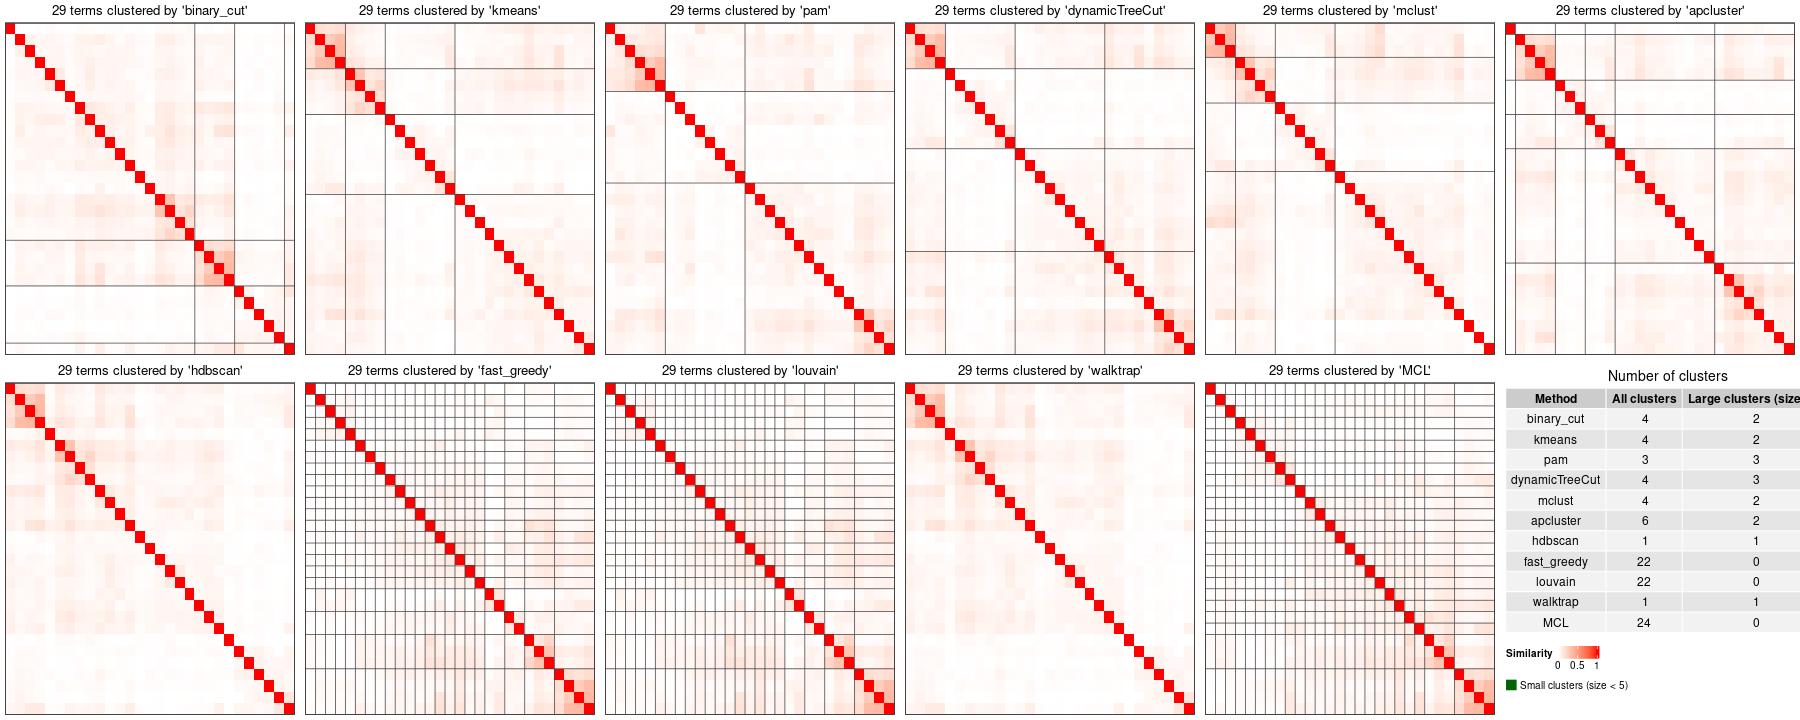 29 terms clustered by 'binary_cut'
29 terms clustered by 'kmeans'
29 terms clustered by 'pam'
29 terms clustered by 'dynamicTreeCut'
29 terms clustered by 'mclust'
29 terms clustered by 'apcluster'
29 terms clustered by 'hdbscan'
29 terms clustered by 'fast_greedy'
29 terms clustered by 'louvain'
29 terms clustered by 'walktrap'
29 terms clustered by 'MCL'
Number of clusters
Method All clusters Large clusters (size
binary_cut 4 2
kmeans 4 2
pam 3 3
dynamicTreeCut 4 3
mclust 4 2
apcluster 6 2
hdbscan 1 1
fast_greedy 22 0
louvain 22 0
walktrap 1 1
MCL 24 0
Similarity
0 0.5 1
Small clusters (size < 5)